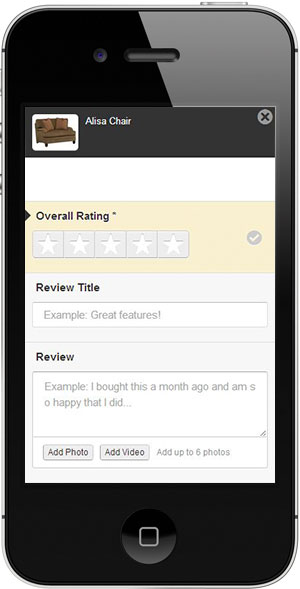 Alisa Chair
Overall Rating *
Review Title
Example: Great features!
Review
Example: I bought this a month ago and am s
o happy that I did...
Add Photo
Add Video
Add up to 6 photos